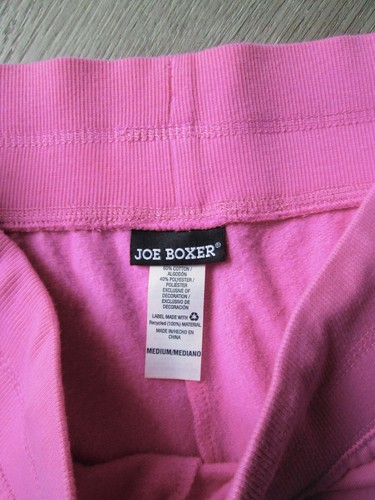 JOE BOXER®
60% COTTON /
ALGODÓN
40% POLYESTER /
POLIÉSTER
EXCLUSIVE OF
DECORATION /
EXCLUSIVO DE
DECORACIÓN
LABEL MADE WITH
Recycled (100%) MATERIAL
MADE IN/HECHO EN
CHINA
MEDIUM/MEDIANO